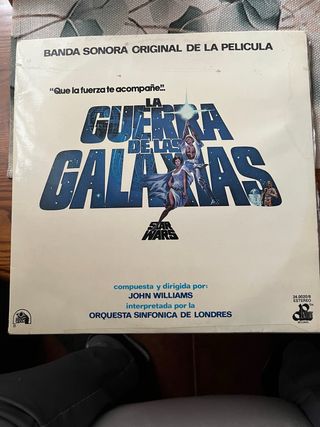 BANDA SONORA ORIGINAL DE LA PELICULA
"Que la fuerza te acompañe"...
LA
GUERRA
DE LAS
GALAXIAS
STAR
WARS
compuesta y dirigida por:
JOHN WILLIAMS
interpretada por la
ORQUESTA SINFONICA DE LONDRES
ESTEREO
20